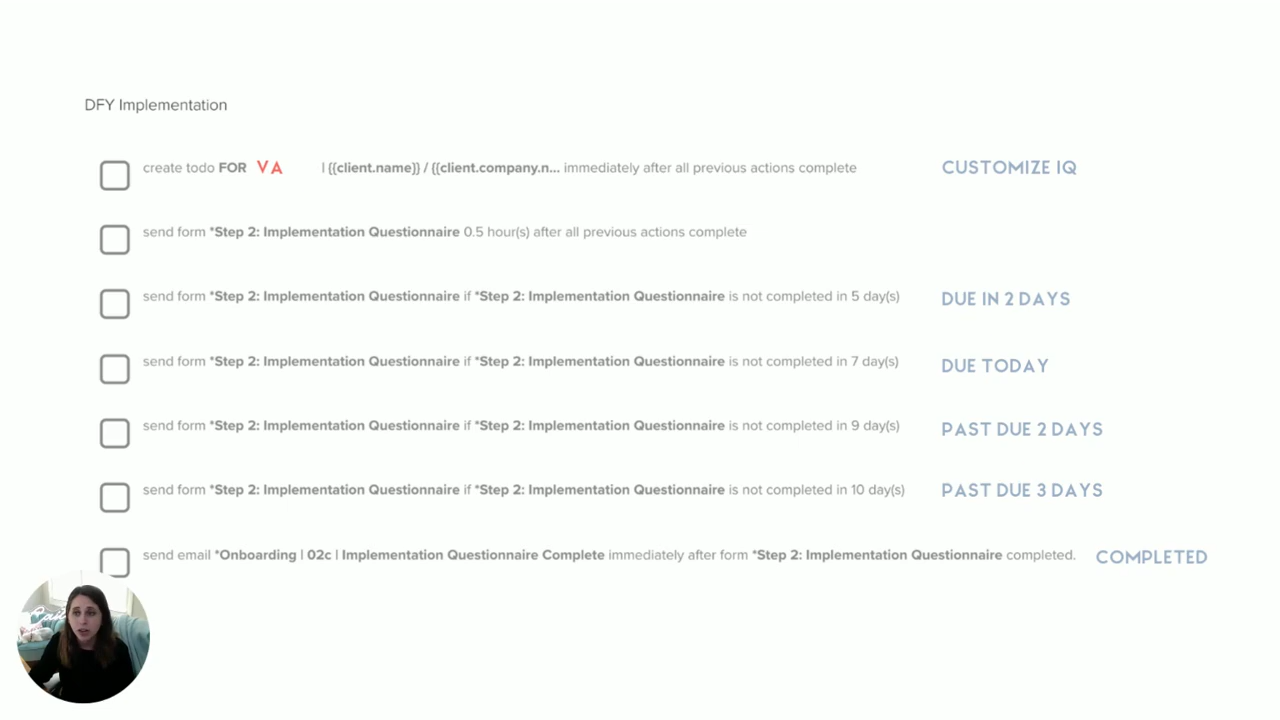 DFY Implementation
create todo FOR VA | {{client.name}} / {{client.company.n... immediately after all previous actions complete CUSTOMIZE IQ
send form *Step 2: Implementation Questionnaire 0.5 hour(s) after all previous actions complete
send form *Step 2: Implementation Questionnaire if *Step 2: Implementation Questionnaire is not completed in 5 day(s) DUE IN 2 DAYS
send form *Step 2: Implementation Questionnaire if *Step 2: Implementation Questionnaire is not completed in 7 day(s) DUE TODAY
send form *Step 2: Implementation Questionnaire if *Step 2: Implementation Questionnaire is not completed in 9 day(s) PAST DUE 2 DAYS
send form *Step 2: Implementation Questionnaire if *Step 2: Implementation Questionnaire is not completed in 10 day(s) PAST DUE 3 DAYS
send email *Onboarding | 02c | Implementation Questionnaire Complete immediately after form *Step 2: Implementation Questionnaire completed. COMPLETED